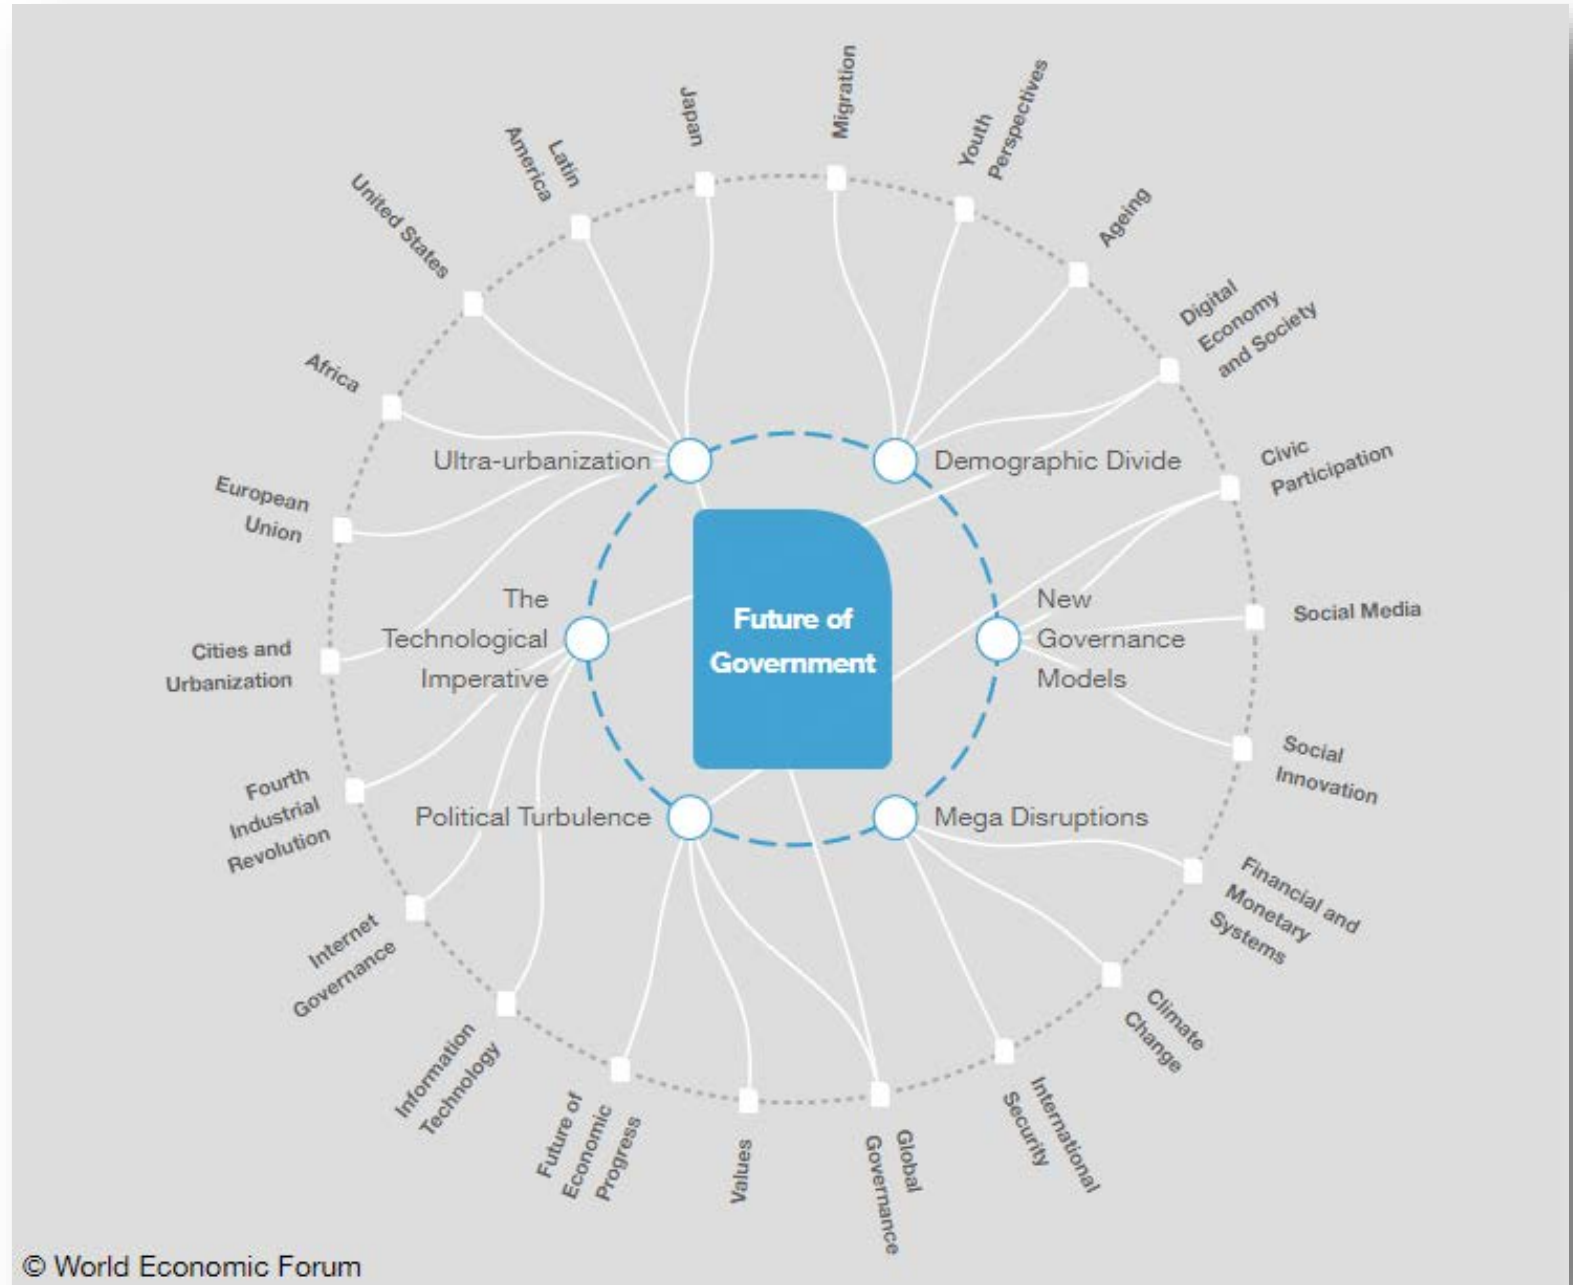 Migration
Youth
Perspectives
Ageing
Digital
Economy
and Society
Civic
Participation
Social Media
Social
Innovation
Financial and
Monetary
Systems
Climate
Change
International
Security
Global
Governance
Values
Future of
Economic
Progress
Information
Technology
Internet
Governance
Fourth
Industrial
Revolution
Cities and
Urbanization
European
Union
Africa
United States
Latin
America
Japan
Ultra-urbanization
Demographic Divide
The
Technological
Imperative
Future of
Government
New
Governance
Models
Political Turbulence
Mega Disruptions
© World Economic Forum